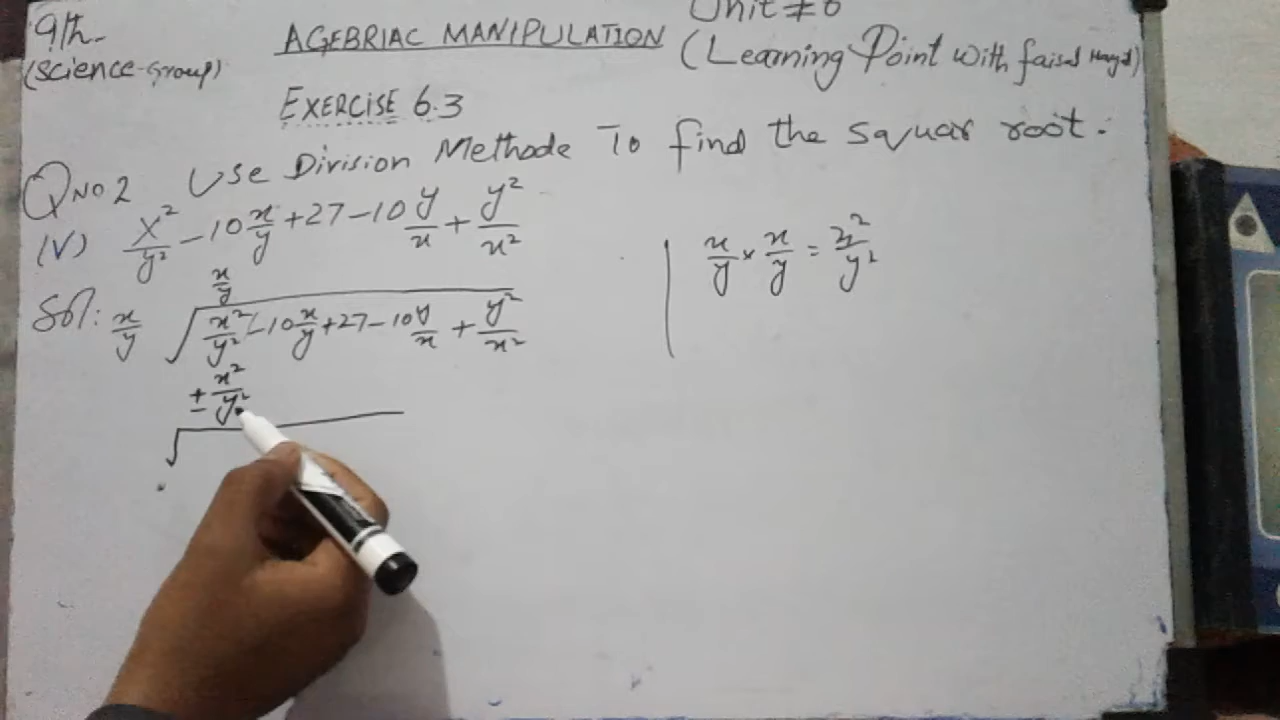 9th Unit # 6
(Science-Group) AGEBRIAC MANIPULATION (Learning Point with faisal
EXERCISE 6.3
Q NO 2 Use Division Methode To find the Squar root.
(V) x²/y² - 10 x/y + 27 - 10 y/x + y²/x²
x/y × x/y = x²/y²
x/y
Sol: x/y √ x²/y² - 10 x/y + 27 - 10 y/x + y²/x²
± x²/y²